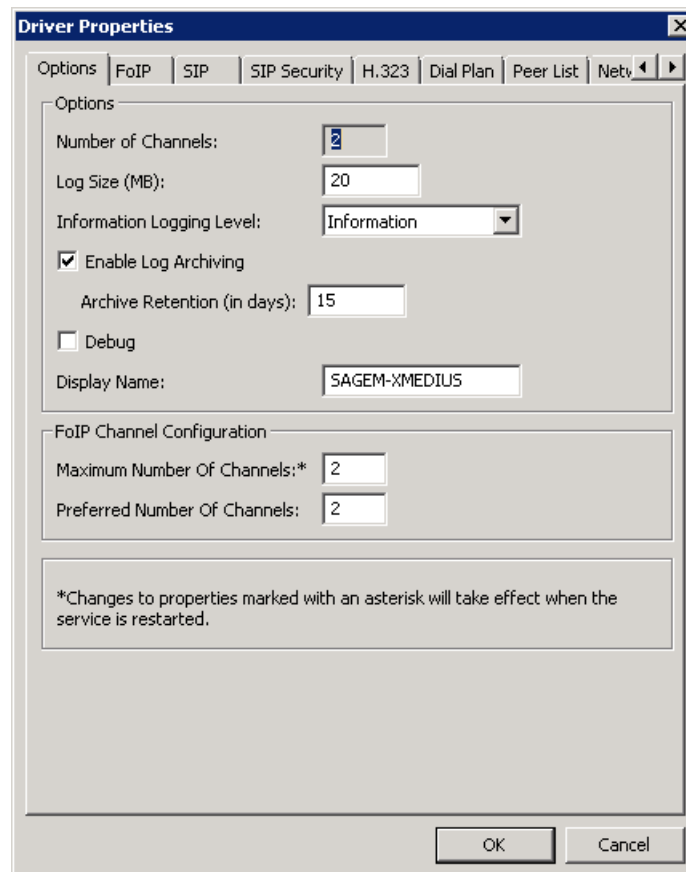 Driver Properties
Options FoIP SIP SIP Security H.323 Dial Plan Peer List
Options
Number of Channels: 2
Log Size (MB): 20
Information Logging Level: Information
Enable Log Archiving
Archive Retention (in days): 15
Debug
Display Name: SAGEM-XMEDIUS
FoIP Channel Configuration
Maximum Number Of Channels:* 2
Preferred Number Of Channels: 2
*Changes to properties marked with an asterisk will take effect when the
service is restarted.
OK Cancel